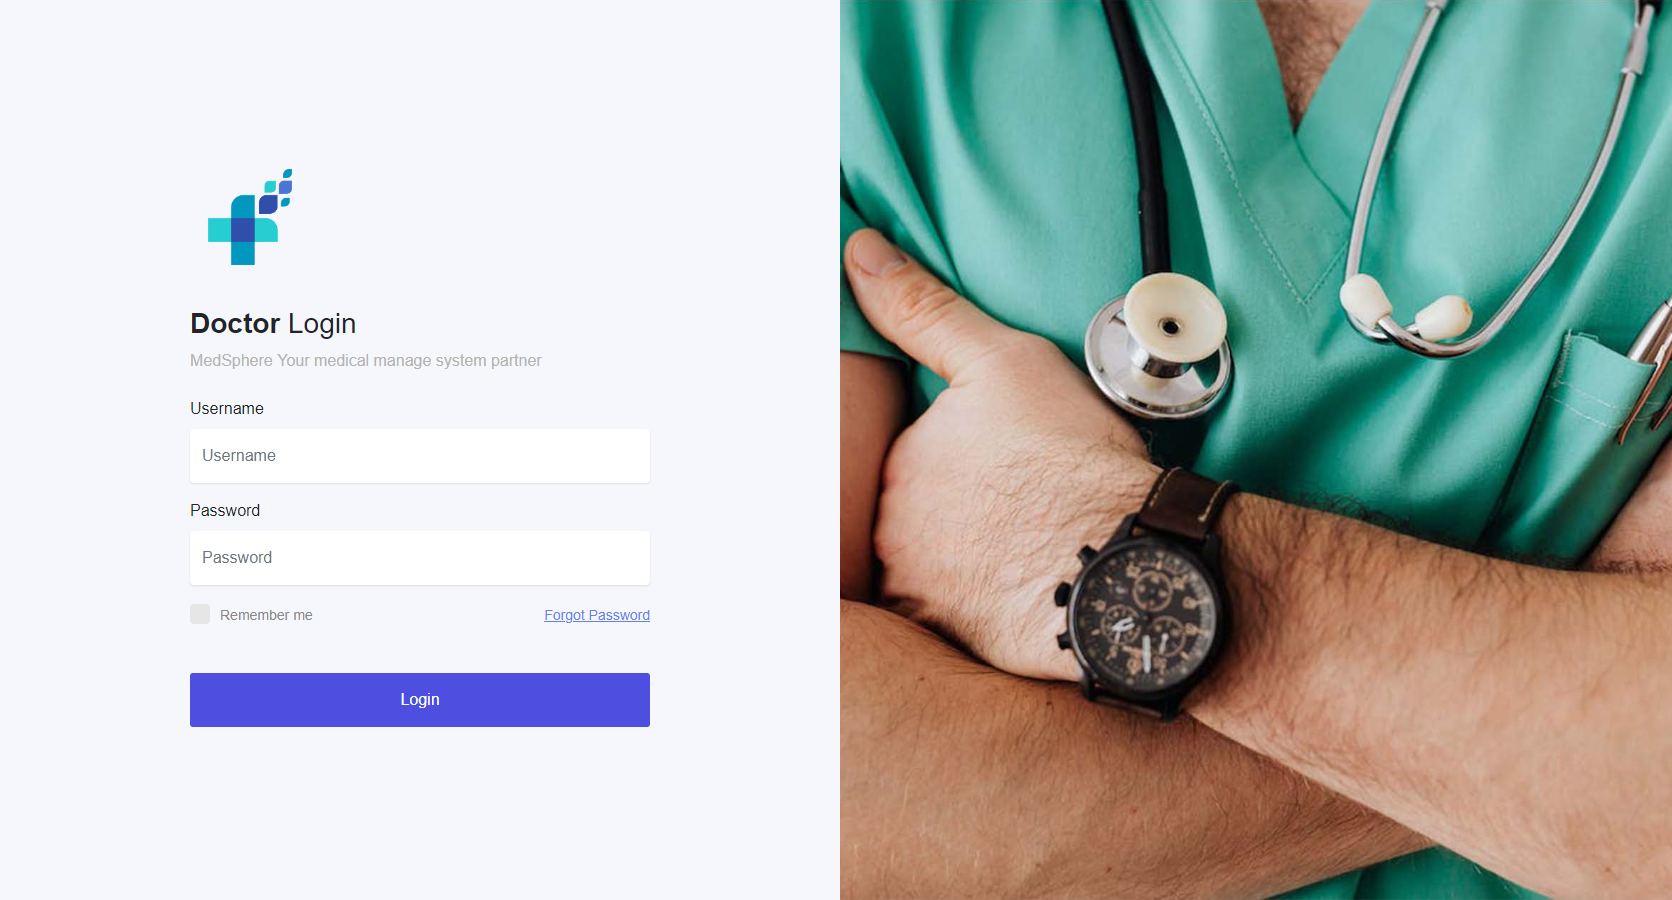 Doctor Login
MedSphere Your medical manage system partner
Username
Username
Password
Password
Remember me
Forgot Password
Login